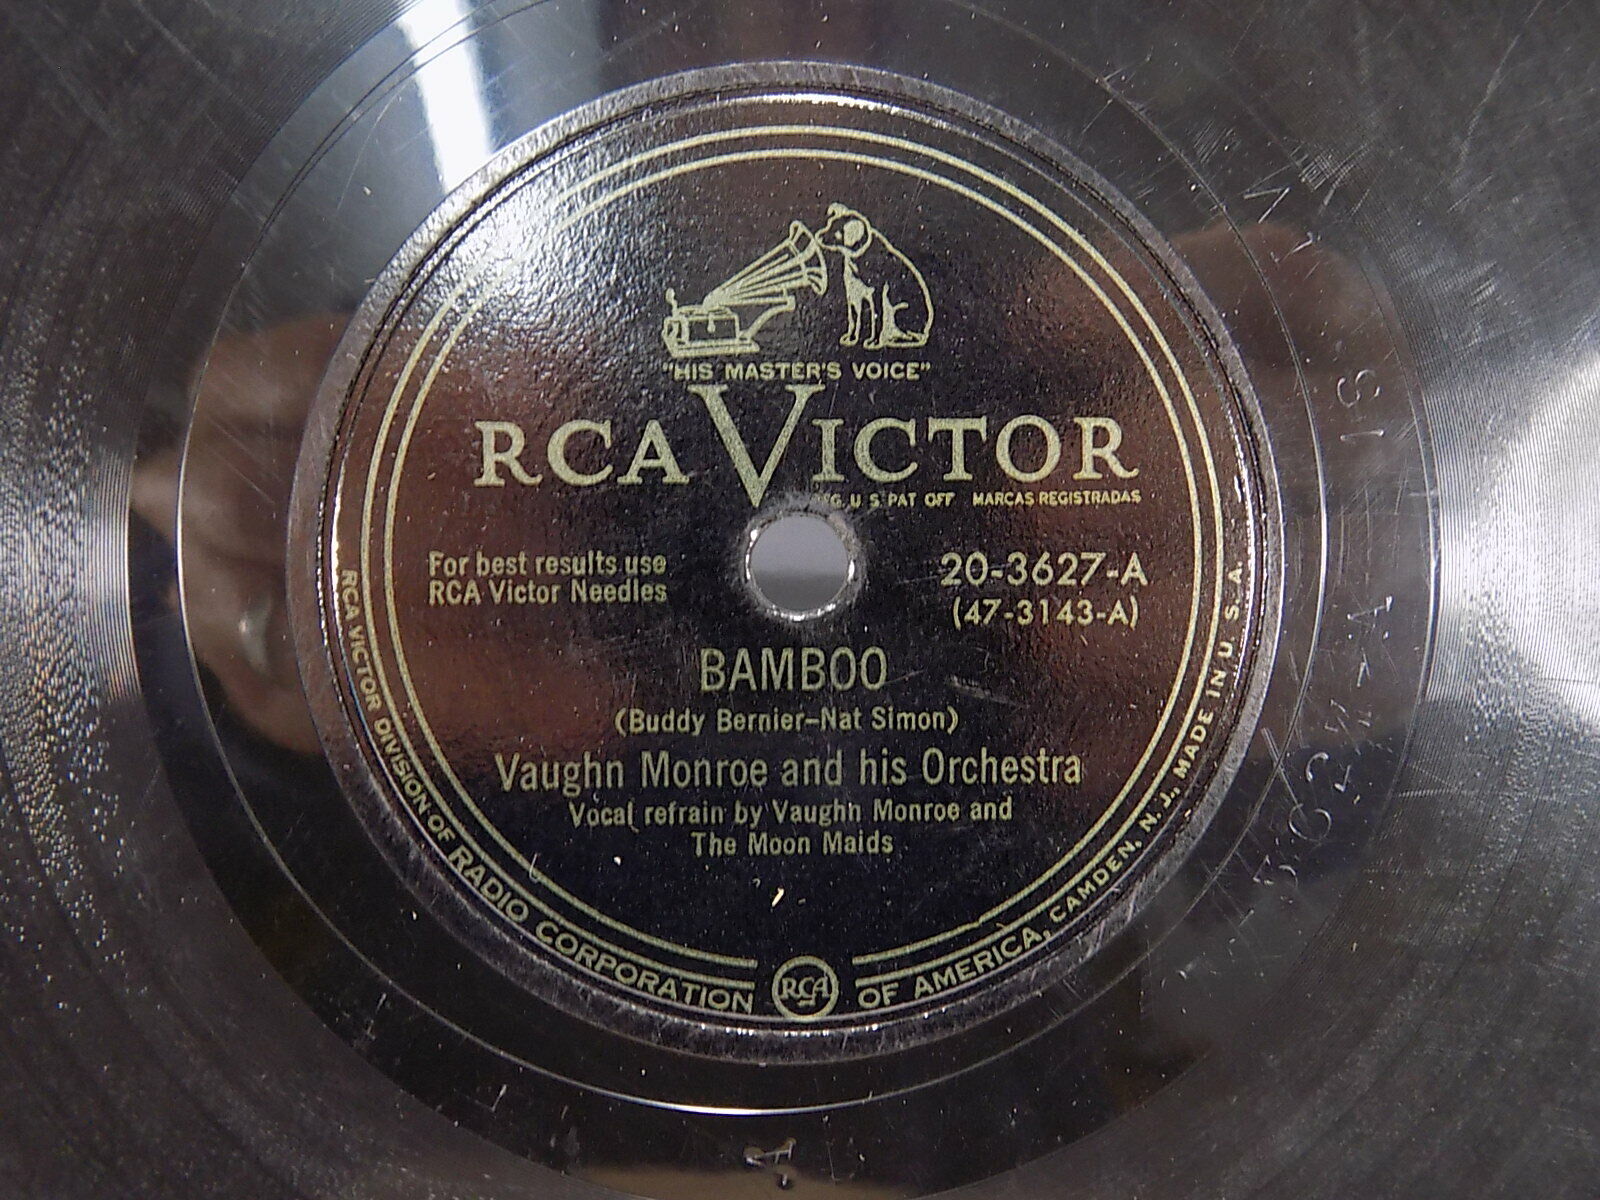 "HIS MASTER'S VOICE"
RCA VICTOR
U S PAT OFF MARCAS REGISTRADAS
For best results use
RCA Victor Needles
20-3627-A
(47-3143-A)
BAMBOO
(Buddy Bernier–Nat Simon)
Vaughn Monroe and his Orchestra
Vocal refrain by Vaughn Monroe and
The Moon Maids
RCA VICTOR DIVISION OF RADIO CORPORATION RCA OF AMERICA, CAMDEN, N. J., MADE IN U. S. A.